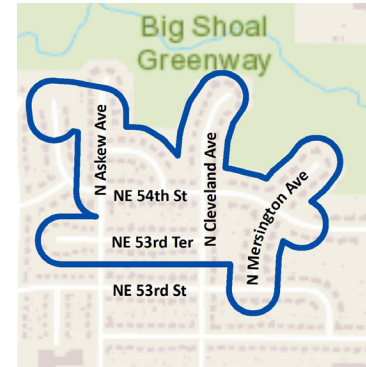 Big Shoal
Greenway
N Askew Ave
N Cleveland Ave
N Mersington Ave
NE 54th St
NE 53rd Ter
NE 53rd St